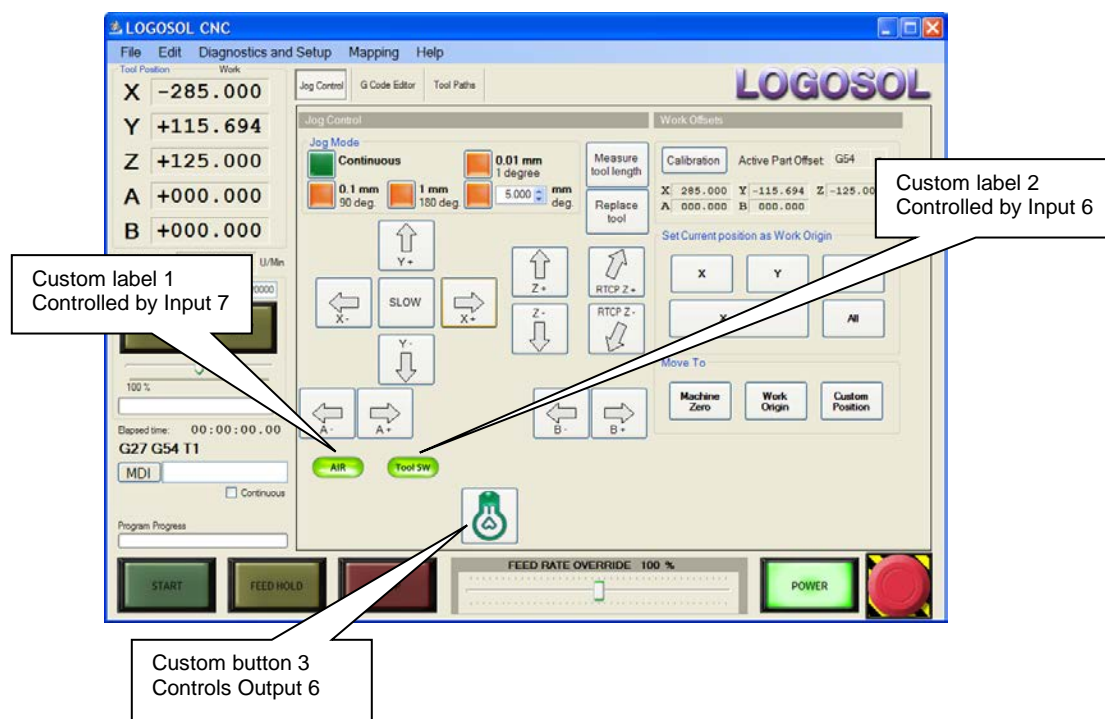 LOGOSOL CNC
File Edit Diagnostics and Setup Mapping Help
Tool Position Work
X -285.000
Y +115.694
Z +125.000
A +000.000
B +000.000
U/Min
100 %
Elapsed time: 00:00:00.00
G27 G54 T1
MDI
Continuous
Program Progress
Jog Control G Code Editor Tool Paths
LOGOSOL
Jog Control
Jog Mode
Continuous
0.01 mm
1 degree
0.1 mm
90 deg.
1 mm
180 deg
5.000 mm
deg.
Measure
tool length
Replace
tool
Y+
X-
SLOW
X+
Y-
Z+
Z-
RTCP Z+
RTCP Z-
A-
A+
B-
B+
AIR
Tool SW
Work Offsets
Calibration Active Part Offset: G54
X 285.000 Y -115.694 Z -125.00
A 000.000 B 000.000
Set Current position as Work Origin
X Y
X All
Move To
Machine
Zero
Work
Origin
Custom
Position
START FEED HOLD
FEED RATE OVERRIDE 100 %
POWER
Custom label 1
Controlled by Input 7
Custom label 2
Controlled by Input 6
Custom button 3
Controls Output 6